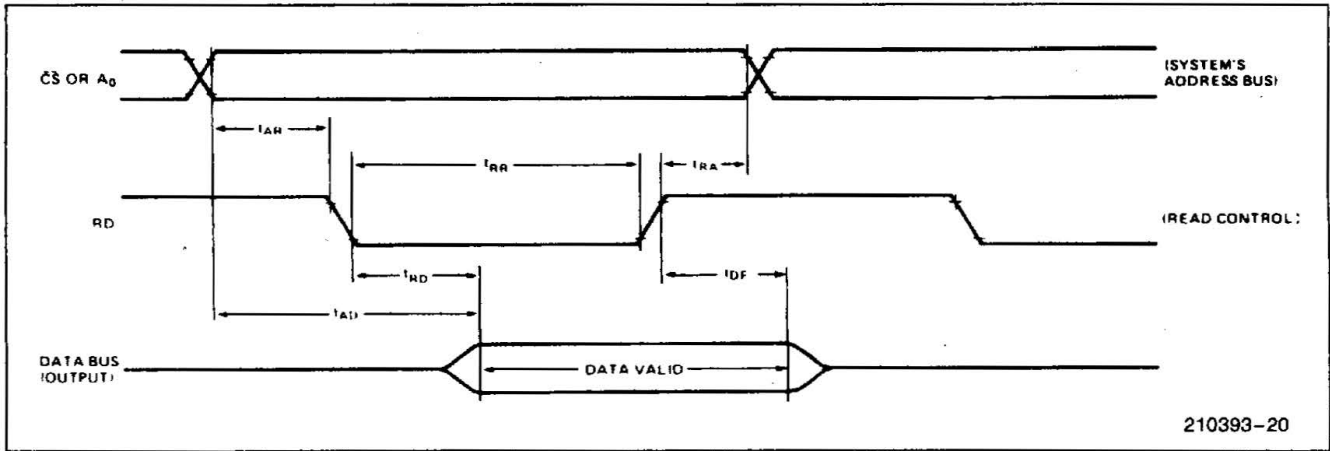 C̅S̅ OR A₀
(SYSTEM'S
ADDRESS BUS)
tAR
tRR
tRA
RD
(READ CONTROL)
tRD
tDF
tAD
DATA BUS
(OUTPUT)
DATA VALID
210393-20